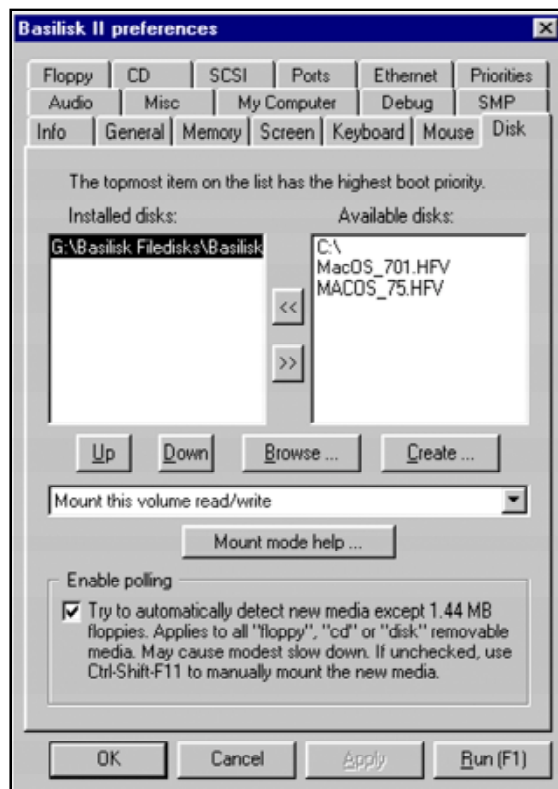 Basilisk II preferences
Floppy CD SCSI Ports Ethernet Priorities
Audio Misc My Computer Debug SMP
Info General Memory Screen Keyboard Mouse Disk
The topmost item on the list has the highest boot priority.
Installed disks: Available disks:
G:\Basilisk Filedisks\Basilisk C:\
MacOS_701.HFV
MACOS_75.HFV
<<
>>
Up Down Browse ... Create ...
Mount this volume read/write
Mount mode help ...
Enable polling
Try to automatically detect new media except 1.44 MB
floppies. Applies to all "floppy", "cd" or "disk" removable
media. May cause modest slow down. If unchecked, use
Ctrl-Shift-F11 to manually mount the new media.
OK Cancel Apply Run (F1)